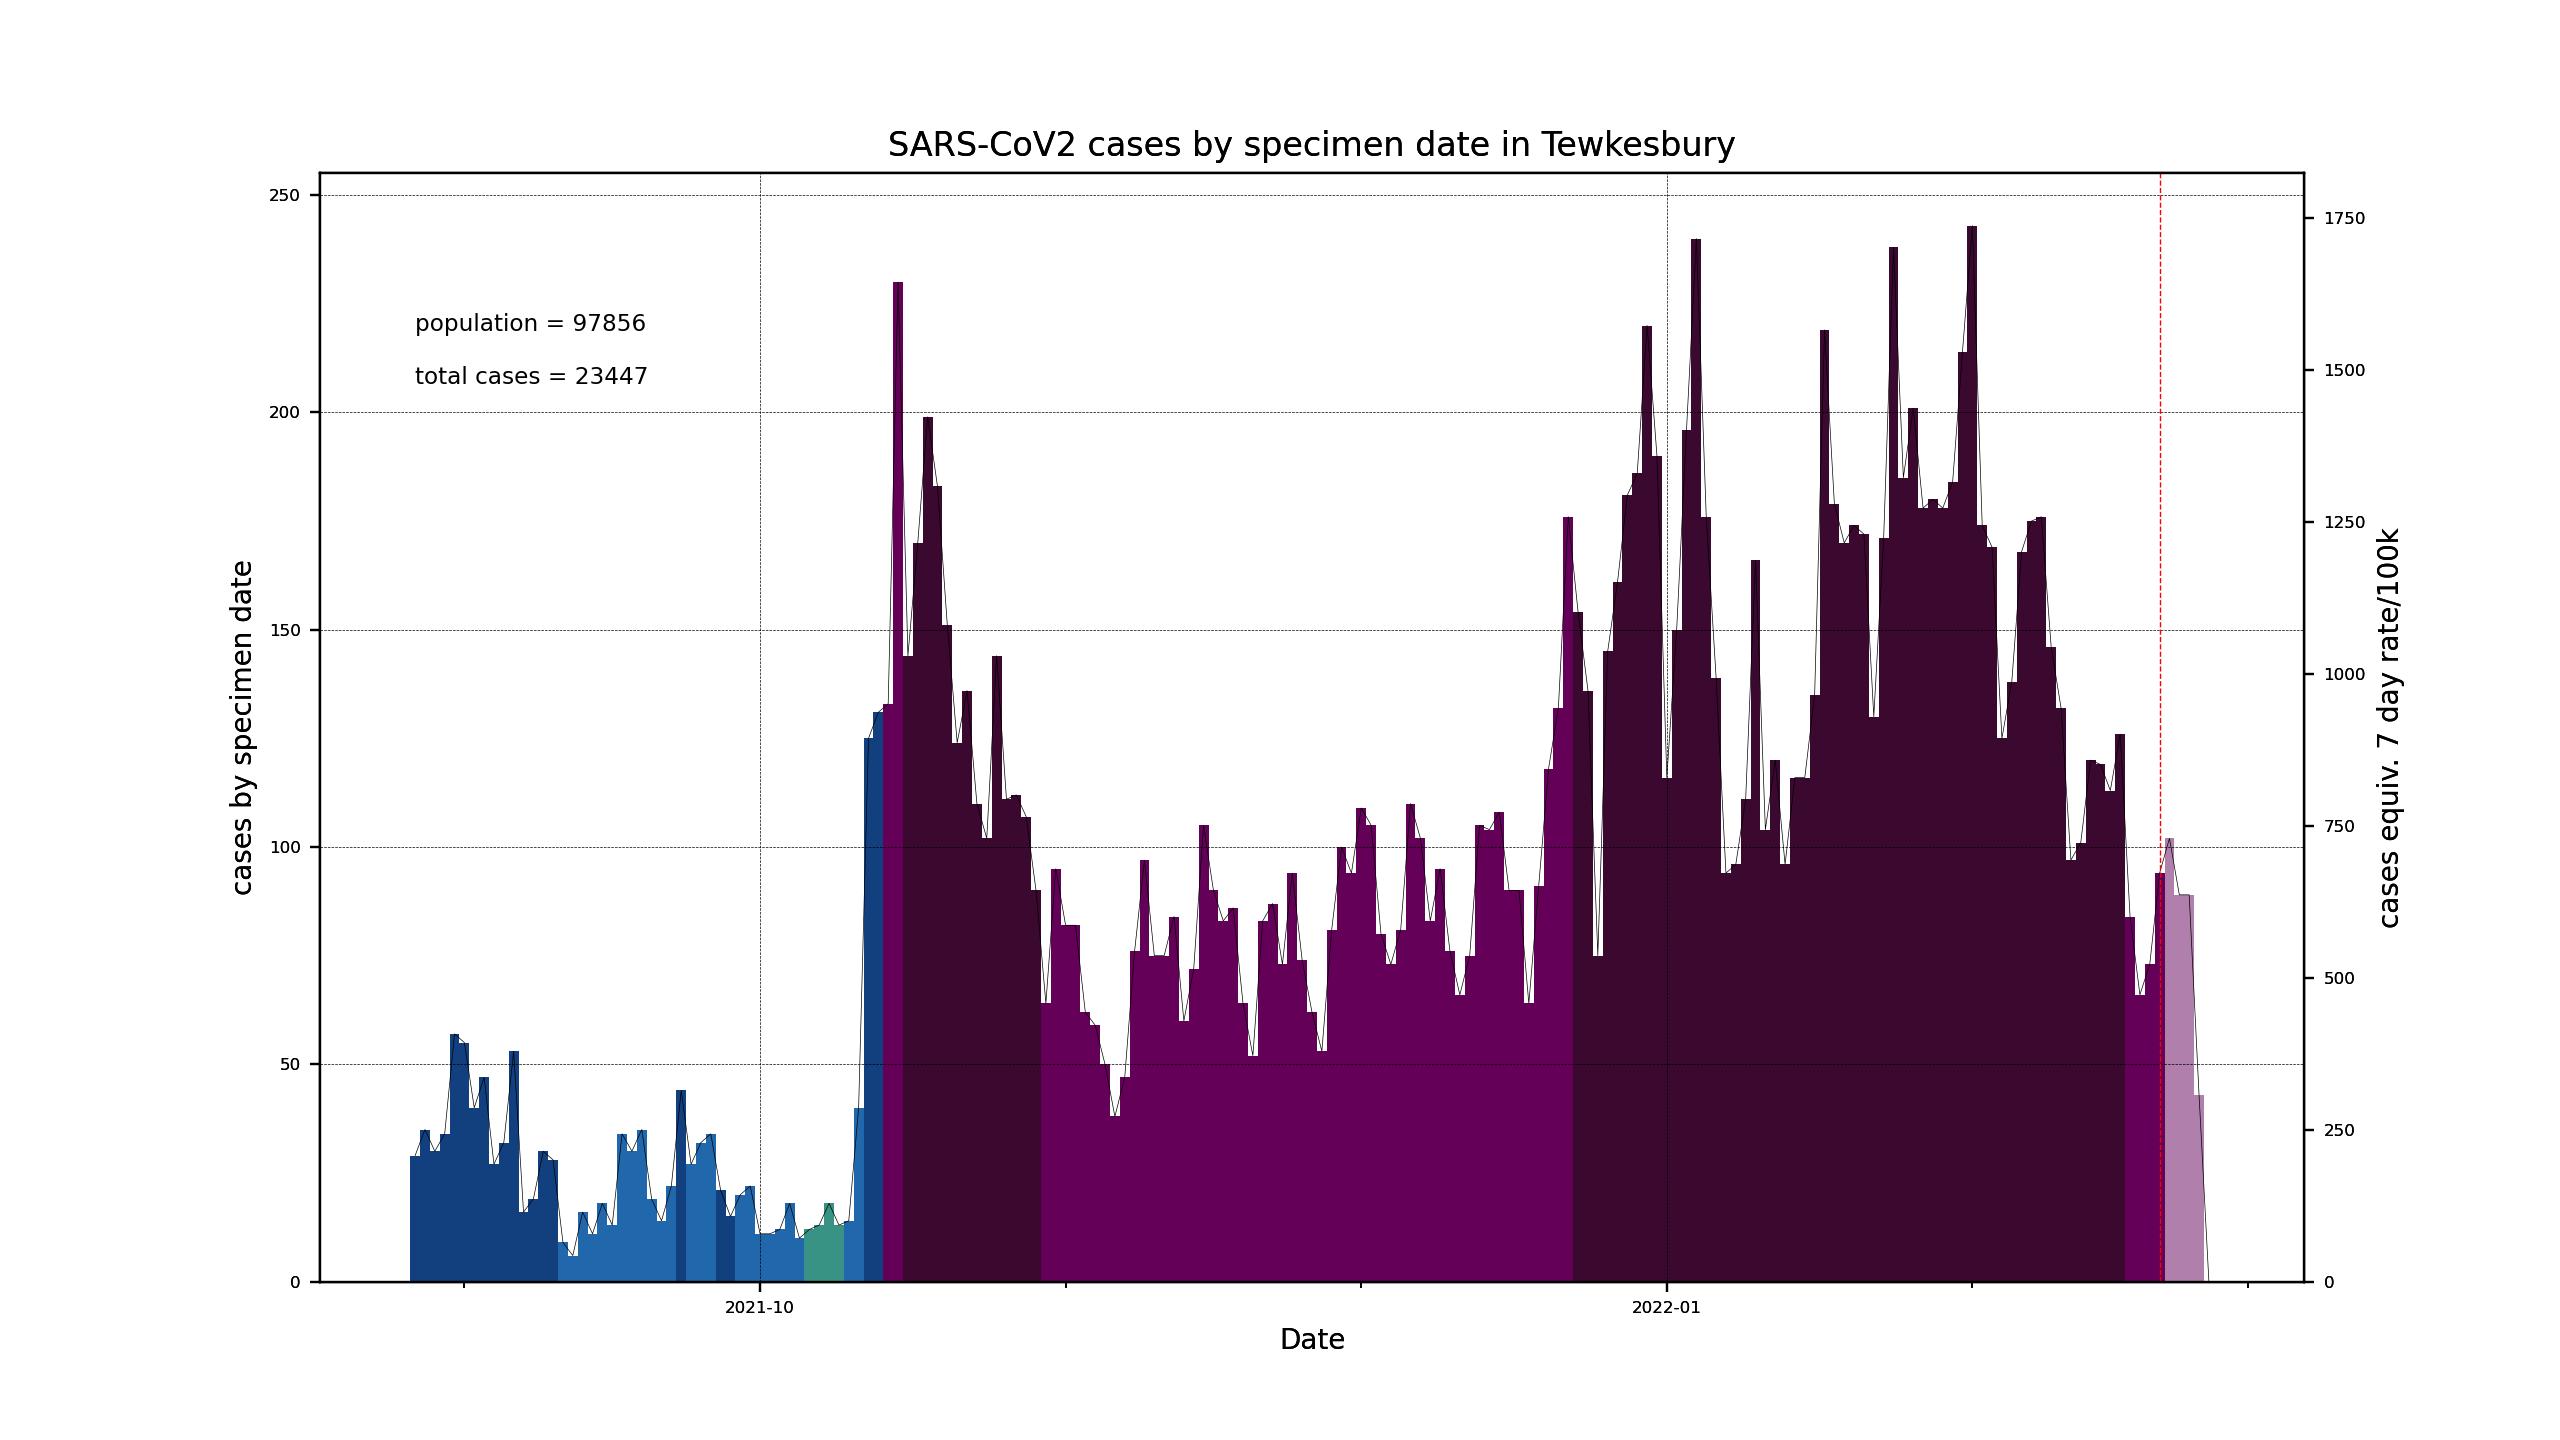 SARS-CoV2 cases by specimen date in Tewkesbury
population = 97856
total cases = 23447
cases by specimen date
250
200
150
100
50
0
1750
1500
1250
1000
750
500
250
0
cases equiv. 7 day rate/100k
2021-10
2022-01
Date